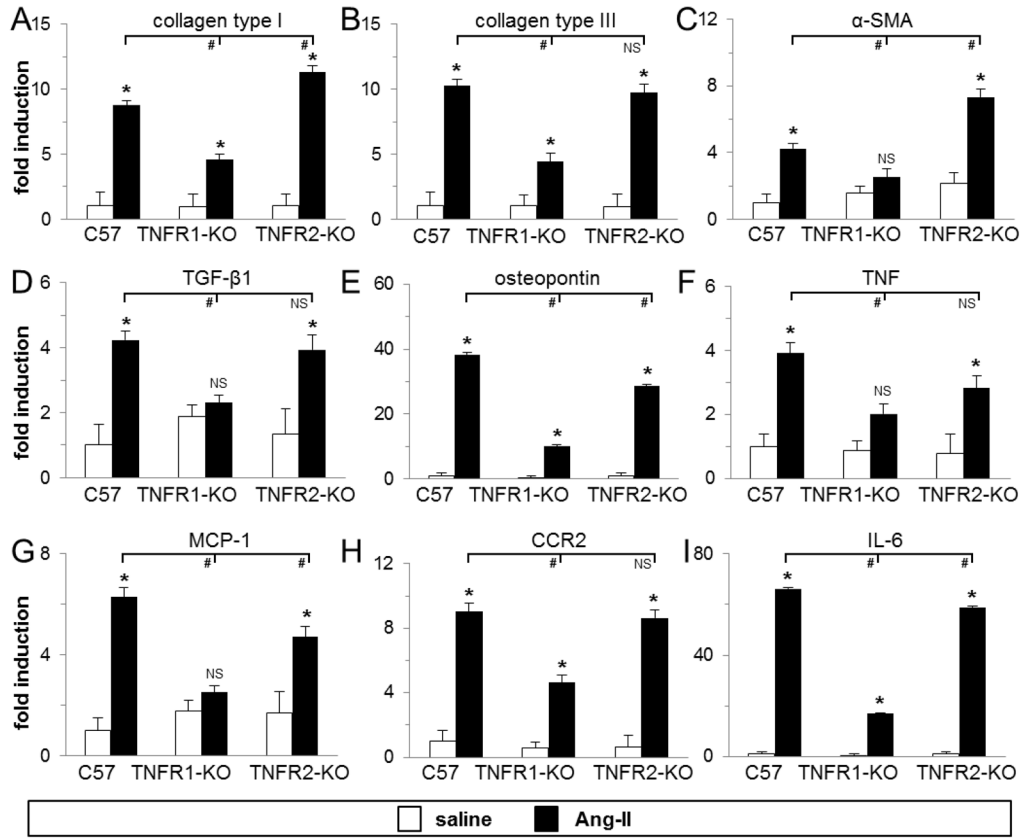 A collagen type I
15
10
5
0
fold induction
*
#
*
#
*
C57 TNFR1-KO TNFR2-KO
B collagen type III
15
10
5
0
*
#
*
NS
*
C57 TNFR1-KO TNFR2-KO
C α-SMA
12
8
4
0
*
#
NS
#
*
C57 TNFR1-KO TNFR2-KO
D TGF-β1
6
4
2
0
fold induction
*
#
NS
NS
*
C57 TNFR1-KO TNFR2-KO
E osteopontin
60
40
20
0
*
#
*
#
*
C57 TNFR1-KO TNFR2-KO
F TNF
6
4
2
0
*
#
NS
NS
*
C57 TNFR1-KO TNFR2-KO
G MCP-1
8
4
0
fold induction
*
#
NS
#
*
C57 TNFR1-KO TNFR2-KO
H CCR2
12
8
4
0
*
#
*
NS
*
C57 TNFR1-KO TNFR2-KO
I IL-6
80
40
0
*
#
*
#
*
C57 TNFR1-KO TNFR2-KO
saline Ang-II